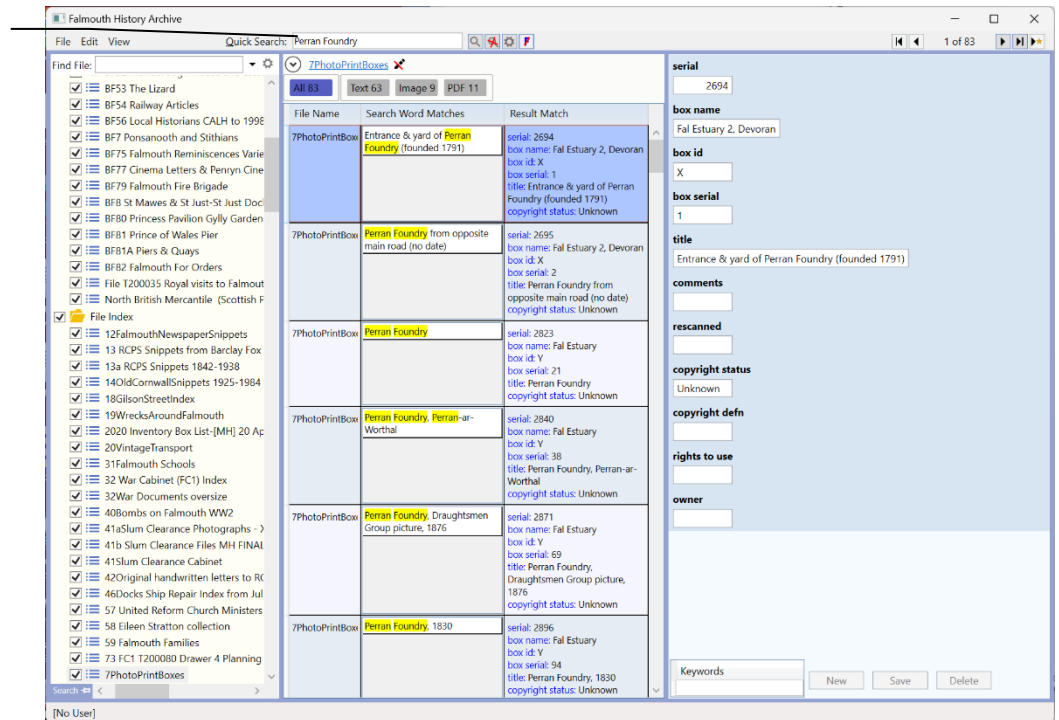 Falmouth History Archive
File Edit View Quick Search: Perran Foundry 1 of 83
Find File:
BF53 The Lizard
BF54 Railway Articles
BF56 Local Historians CALH to 1998
BF7 Ponsanooth and Stithians
BF75 Falmouth Reminiscences Varie
BF77 Cinema Letters & Penryn Cine
BF79 Falmouth Fire Brigade
BF8 St Mawes & St Just-St Just Doc
BF80 Princess Pavilion Gylly Garden
BF81 Prince of Wales Pier
BF81A Piers & Quays
BF82 Falmouth For Orders
File T200035 Royal visits to Falmout
North British Mercantile (Scottish F
File Index
12FalmouthNewspaperSnippets
13 RCPS Snippets from Barclay Fox
13a RCPS Snippets 1842-1938
14OldCornwallSnippets 1925-1984
18GilsonStreetIndex
19WrecksAroundFalmouth
2020 Inventory Box List-[MH] 20 Ap
20VintageTransport
31Falmouth Schools
32 War Cabinet (FC1) Index
32War Documents oversize
40Bombs on Falmouth WW2
41aSlum Clearance Photographs - X
41b Slum Clearance Files MH FINAL
41Slum Clearance Cabinet
42Original handwritten letters to RC
46Docks Ship Repair Index from Jul
57 United Reform Church Ministers
58 Eileen Stratton collection
59 Falmouth Families
73 FC1 T200080 Drawer 4 Planning
7PhotoPrintBoxes
Search
[No User]
7PhotoPrintBoxes
All 83 Text 63 Image 9 PDF 11
File Name Search Word Matches Result Match
7PhotoPrintBox
Entrance & yard of Perran
Foundry (founded 1791)
serial: 2694
box name: Fal Estuary 2, Devoran
box id: X
box serial: 1
title: Entrance & yard of Perran
Foundry (founded 1791)
copyright status: Unknown
7PhotoPrintBox
Perran Foundry from opposite
main road (no date)
serial: 2695
box name: Fal Estuary 2, Devoran
box id: X
box serial: 2
title: Perran Foundry from
opposite main road (no date)
copyright status: Unknown
7PhotoPrintBox
Perran Foundry
serial: 2823
box name: Fal Estuary
box id: Y
box serial: 21
title: Perran Foundry
copyright status: Unknown
7PhotoPrintBox
Perran Foundry, Perran-ar-
Worthal
serial: 2840
box name: Fal Estuary
box id: Y
box serial: 38
title: Perran Foundry, Perran-ar-
Worthal
copyright status: Unknown
7PhotoPrintBox
Perran Foundry, Draughtsmen
Group picture, 1876
serial: 2871
box name: Fal Estuary
box id: Y
box serial: 69
title: Perran Foundry,
Draughtsmen Group picture,
1876
copyright status: Unknown
7PhotoPrintBox
Perran Foundry, 1830
serial: 2896
box name: Fal Estuary
box id: Y
box serial: 94
title: Perran Foundry, 1830
copyright status: Unknown
serial
2694
box name
Fal Estuary 2, Devoran
box id
X
box serial
1
title
Entrance & yard of Perran Foundry (founded 1791)
comments
rescanned
copyright status
Unknown
copyright defn
rights to use
owner
Keywords
New Save Delete